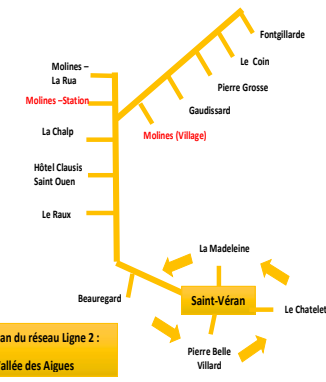 Fontgillarde
Le Coin
Pierre Grosse
Gaudissard
Molines (Village)
Molines –
La Rua
Molines –Station
La Chalp
Hôtel Clausis
Saint Ouen
Le Raux
La Madeleine
Beauregard
Saint-Véran
Le Chatelet
Pierre Belle
Villard
an du réseau Ligne 2 :
allée des Aigues